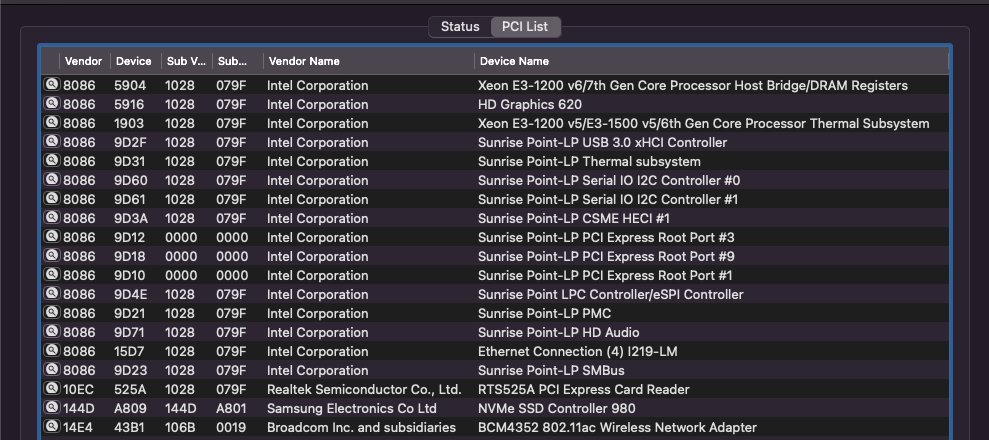 Status PCI List
Vendor Device Sub V... Sub... Vendor Name Device Name
8086 5904 1028 079F Intel Corporation Xeon E3-1200 v6/7th Gen Core Processor Host Bridge/DRAM Registers
8086 5916 1028 079F Intel Corporation HD Graphics 620
8086 1903 1028 079F Intel Corporation Xeon E3-1200 v5/E3-1500 v5/6th Gen Core Processor Thermal Subsystem
8086 9D2F 1028 079F Intel Corporation Sunrise Point-LP USB 3.0 xHCI Controller
8086 9D31 1028 079F Intel Corporation Sunrise Point-LP Thermal subsystem
8086 9D60 1028 079F Intel Corporation Sunrise Point-LP Serial IO I2C Controller #0
8086 9D61 1028 079F Intel Corporation Sunrise Point-LP Serial IO I2C Controller #1
8086 9D3A 1028 079F Intel Corporation Sunrise Point-LP CSME HECI #1
8086 9D12 0000 0000 Intel Corporation Sunrise Point-LP PCI Express Root Port #3
8086 9D18 0000 0000 Intel Corporation Sunrise Point-LP PCI Express Root Port #9
8086 9D10 0000 0000 Intel Corporation Sunrise Point-LP PCI Express Root Port #1
8086 9D4E 1028 079F Intel Corporation Sunrise Point LPC Controller/eSPI Controller
8086 9D21 1028 079F Intel Corporation Sunrise Point-LP PMC
8086 9D71 1028 079F Intel Corporation Sunrise Point-LP HD Audio
8086 15D7 1028 079F Intel Corporation Ethernet Connection (4) I219-LM
8086 9D23 1028 079F Intel Corporation Sunrise Point-LP SMBus
10EC 525A 1028 079F Realtek Semiconductor Co., Ltd. RTS525A PCI Express Card Reader
144D A809 144D A801 Samsung Electronics Co Ltd NVMe SSD Controller 980
14E4 43B1 106B 0019 Broadcom Inc. and subsidiaries BCM4352 802.11ac Wireless Network Adapter